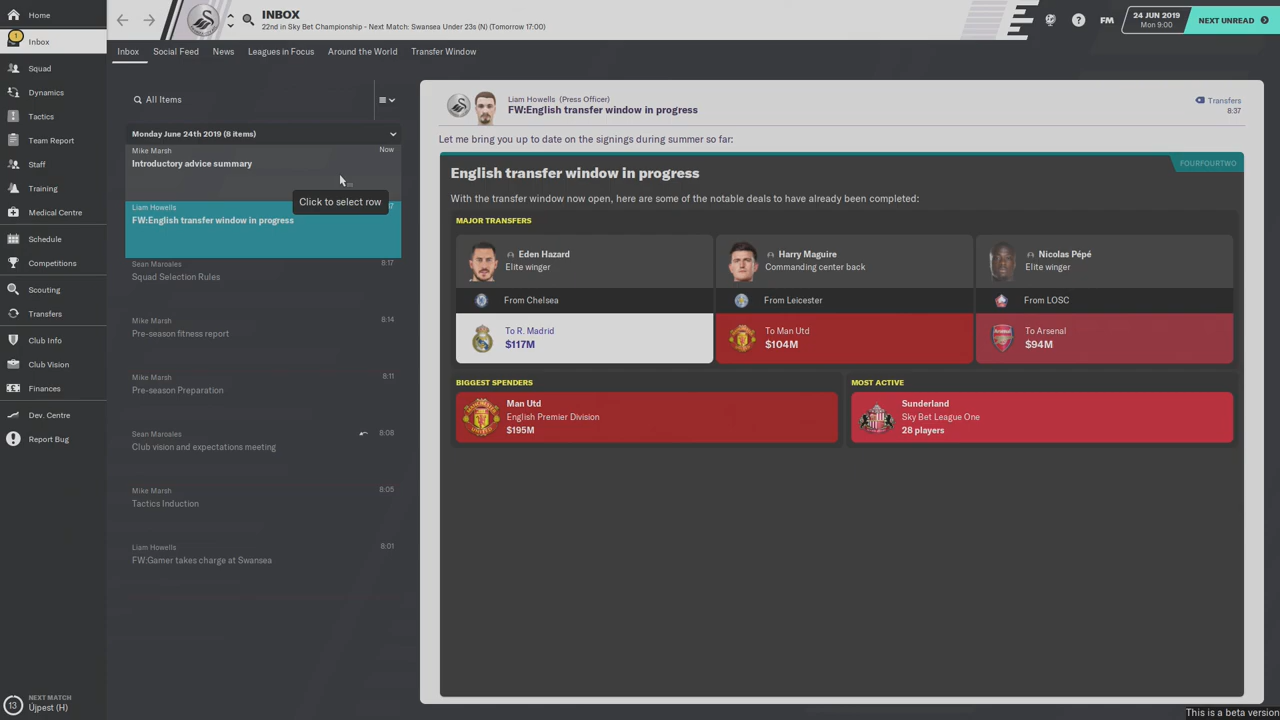 Home
INBOX
22nd in Sky Bet Championship - Next Match: Swansea Under 23s (N) (Tomorrow 17:00)
FM
24 JUN 2019
Mon 9:00
NEXT UNREAD
1
Inbox
Squad
Dynamics
Tactics
Team Report
Staff
Training
Medical Centre
Schedule
Competitions
Scouting
Transfers
Club Info
Club Vision
Finances
Dev. Centre
Report Bug
13
NEXT MATCH
Újpest (H)
Inbox
Social Feed
News
Leagues in Focus
Around the World
Transfer Window
All Items
Monday June 24th 2019 (8 items)
Mike Marsh
Now
Introductory advice summary
Click to select row
Liam Howells
FW:English transfer window in progress
Sean Maroales
8:17
Squad Selection Rules
Mike Marsh
8:14
Pre-season fitness report
Mike Marsh
8:11
Pre-season Preparation
Sean Maroales
8:08
Club vision and expectations meeting
Mike Marsh
8:05
Tactics Induction
Liam Howells
8:01
FW:Gamer takes charge at Swansea
Liam Howells (Press Officer)
FW:English transfer window in progress
Transfers
8:37
Let me bring you up to date on the signings during summer so far:
FOURFOURTWO
English transfer window in progress
With the transfer window now open, here are some of the notable deals to have already been completed:
MAJOR TRANSFERS
Eden Hazard
Elite winger
From Chelsea
To R. Madrid
$117M
Harry Maguire
Commanding center back
From Leicester
To Man Utd
$104M
Nicolas Pépé
Elite winger
From LOSC
To Arsenal
$94M
BIGGEST SPENDERS
Man Utd
English Premier Division
$195M
MOST ACTIVE
Sunderland
Sky Bet League One
28 players
This is a beta version